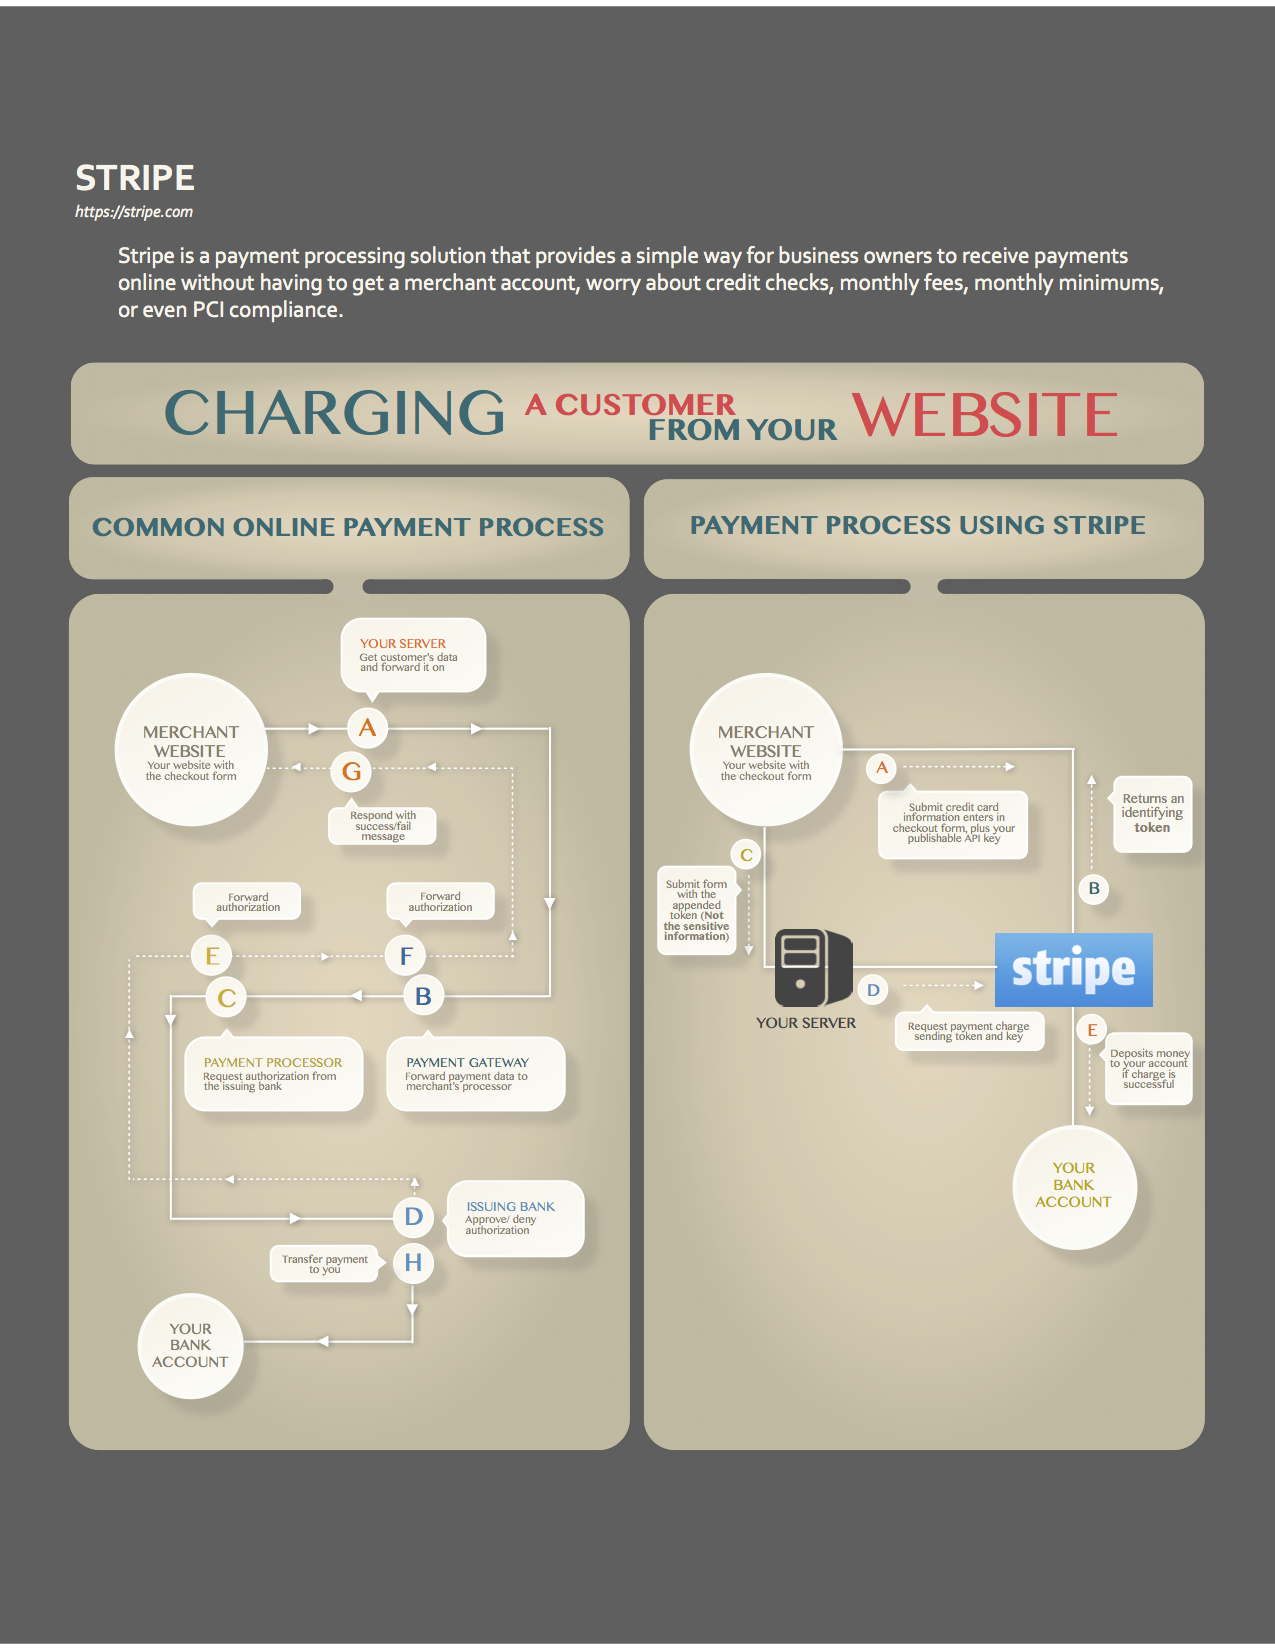 STRIPE
https://stripe.com
Stripe is a payment processing solution that provides a simple way for business owners to receive payments
online without having to get a merchant account, worry about credit checks, monthly fees, monthly minimums,
or even PCI compliance.
CHARGING A CUSTOMER FROM YOUR WEBSITE
COMMON ONLINE PAYMENT PROCESS
YOUR SERVER
Get customer's data
and forward it on
MERCHANT
WEBSITE
Your website with
the checkout form
A
G
Respond with
success/fail
message
Forward
authorization
Forward
authorization
E
F
C
B
PAYMENT PROCESSOR
Request authorization from
the issuing bank
PAYMENT GATEWAY
Forward payment data to
merchant's processor
D
ISSUING BANK
Approve/ deny
authorization
Transfer payment
to you
H
YOUR
BANK
ACCOUNT
PAYMENT PROCESS USING STRIPE
MERCHANT
WEBSITE
Your website with
the checkout form
A
Submit credit card
information enters in
checkout form, plus your
publishable API key
Returns an
identifying
token
B
C
Submit form
with the
appended
token (Not
the sensitive
information)
stripe
YOUR SERVER
D
Request payment charge
sending token and key
E
Deposits money
to your account
if charge is
successful
YOUR
BANK
ACCOUNT